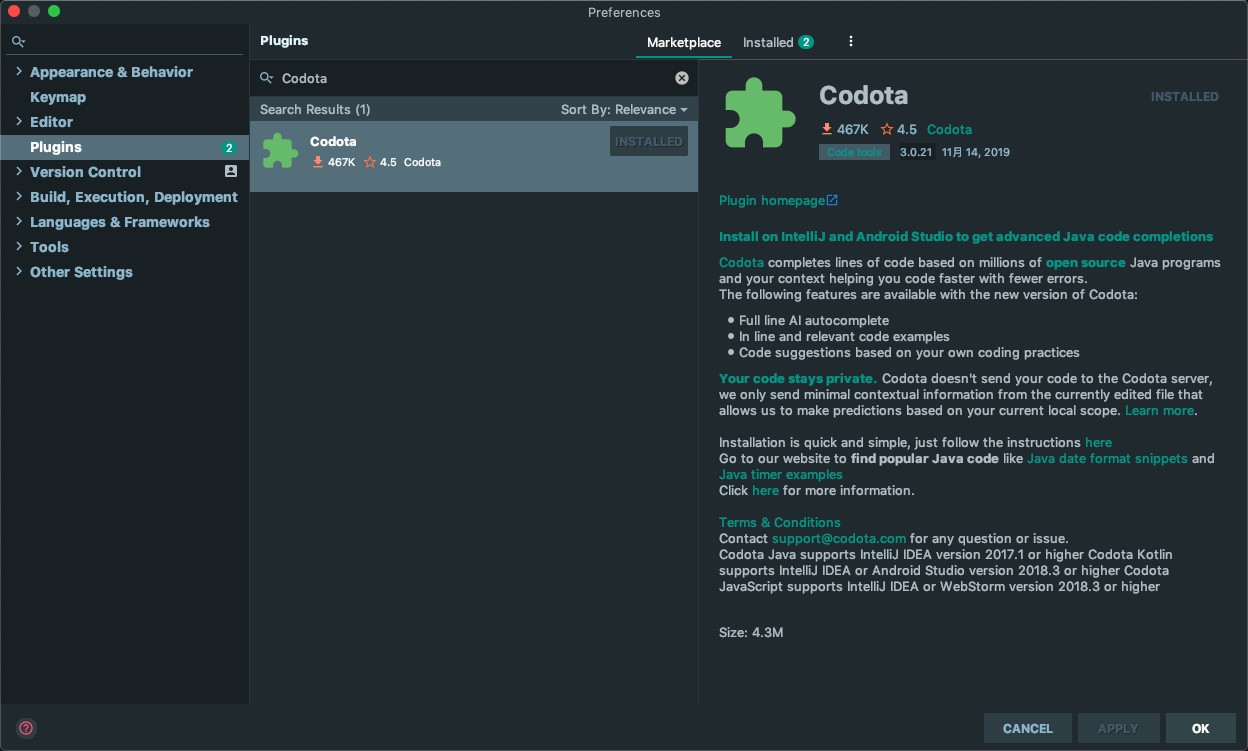 Preferences
Appearance & Behavior
Keymap
Editor
Plugins 2
Version Control
Build, Execution, Deployment
Languages & Frameworks
Tools
Other Settings
Plugins
Marketplace
Installed 2
Codota
Search Results (1)
Sort By: Relevance
Codota
467K 4.5 Codota
INSTALLED
Codota
INSTALLED
467K 4.5 Codota
Code tools 3.0.21 11月 14, 2019
Plugin homepage
Install on IntelliJ and Android Studio to get advanced Java code completions
Codota completes lines of code based on millions of open source Java programs
and your context helping you code faster with fewer errors.
The following features are available with the new version of Codota:
• Full line AI autocomplete
• In line and relevant code examples
• Code suggestions based on your own coding practices
Your code stays private. Codota doesn't send your code to the Codota server,
we only send minimal contextual information from the currently edited file that
allows us to make predictions based on your current local scope. Learn more.
Installation is quick and simple, just follow the instructions here
Go to our website to find popular Java code like Java date format snippets and
Java timer examples
Click here for more information.
Terms & Conditions
Contact support@codota.com for any question or issue.
Codota Java supports IntelliJ IDEA version 2017.1 or higher Codota Kotlin
supports IntelliJ IDEA or Android Studio version 2018.3 or higher Codota
JavaScript supports IntelliJ IDEA or WebStorm version 2018.3 or higher
Size: 4.3M
?
CANCEL
APPLY
OK